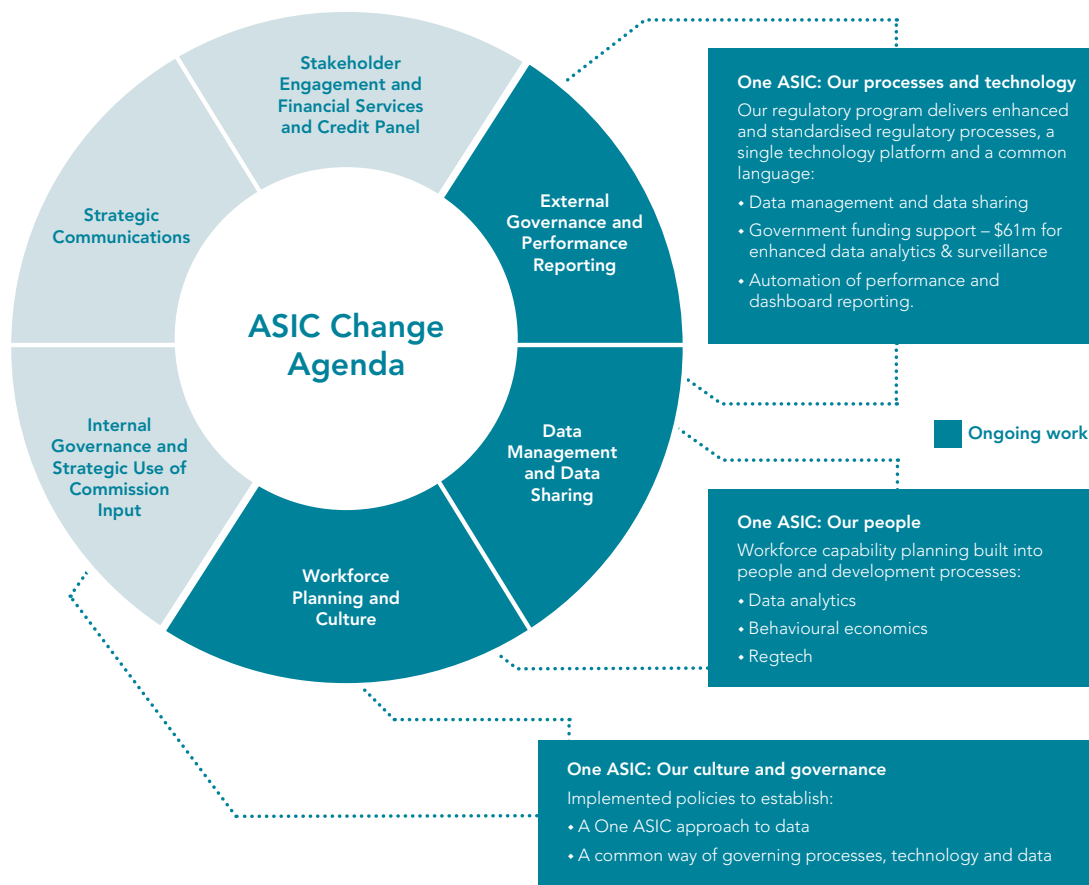 Stakeholder
Engagement and
Financial Services
and Credit Panel
Strategic
Communications
External
Governance and
Performance
Reporting
ASIC Change
Agenda
Internal
Governance and
Strategic Use of
Commission
Input
Data
Management
and Data
Sharing
Workforce
Planning and
Culture
One ASIC: Our processes and technology
Our regulatory program delivers enhanced
and standardised regulatory processes, a
single technology platform and a common
language:
• Data management and data sharing
• Government funding support – $61m for
enhanced data analytics & surveillance
• Automation of performance and
dashboard reporting.
Ongoing work
One ASIC: Our people
Workforce capability planning built into
people and development processes:
• Data analytics
• Behavioural economics
• Regtech
One ASIC: Our culture and governance
Implemented policies to establish:
• A One ASIC approach to data
• A common way of governing processes, technology and data